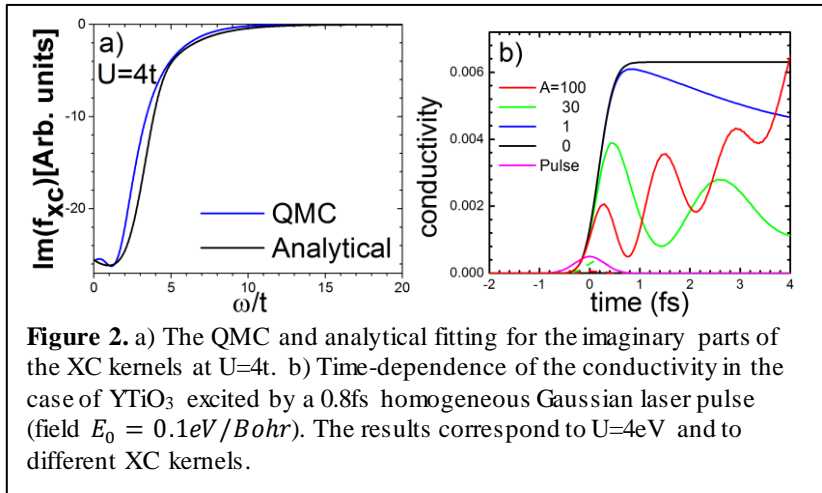 a)
U=4t
Im(f_xc)[Arb. units]
0
-10
-20
QMC
Analytical
0 5 10 15 20
ω/t
b)
conductivity
0.006
0.004
0.002
0.000
A=100
30
1
0
Pulse
-2 -1 0 1 2 3 4
time (fs)
Figure 2. a) The QMC and analytical fitting for the imaginary parts of
the XC kernels at U=4t. b) Time-dependence of the conductivity in the
case of YTiO₃ excited by a 0.8fs homogeneous Gaussian laser pulse
(field E₀ = 0.1eV/Bohr). The results correspond to U=4eV and to
different XC kernels.